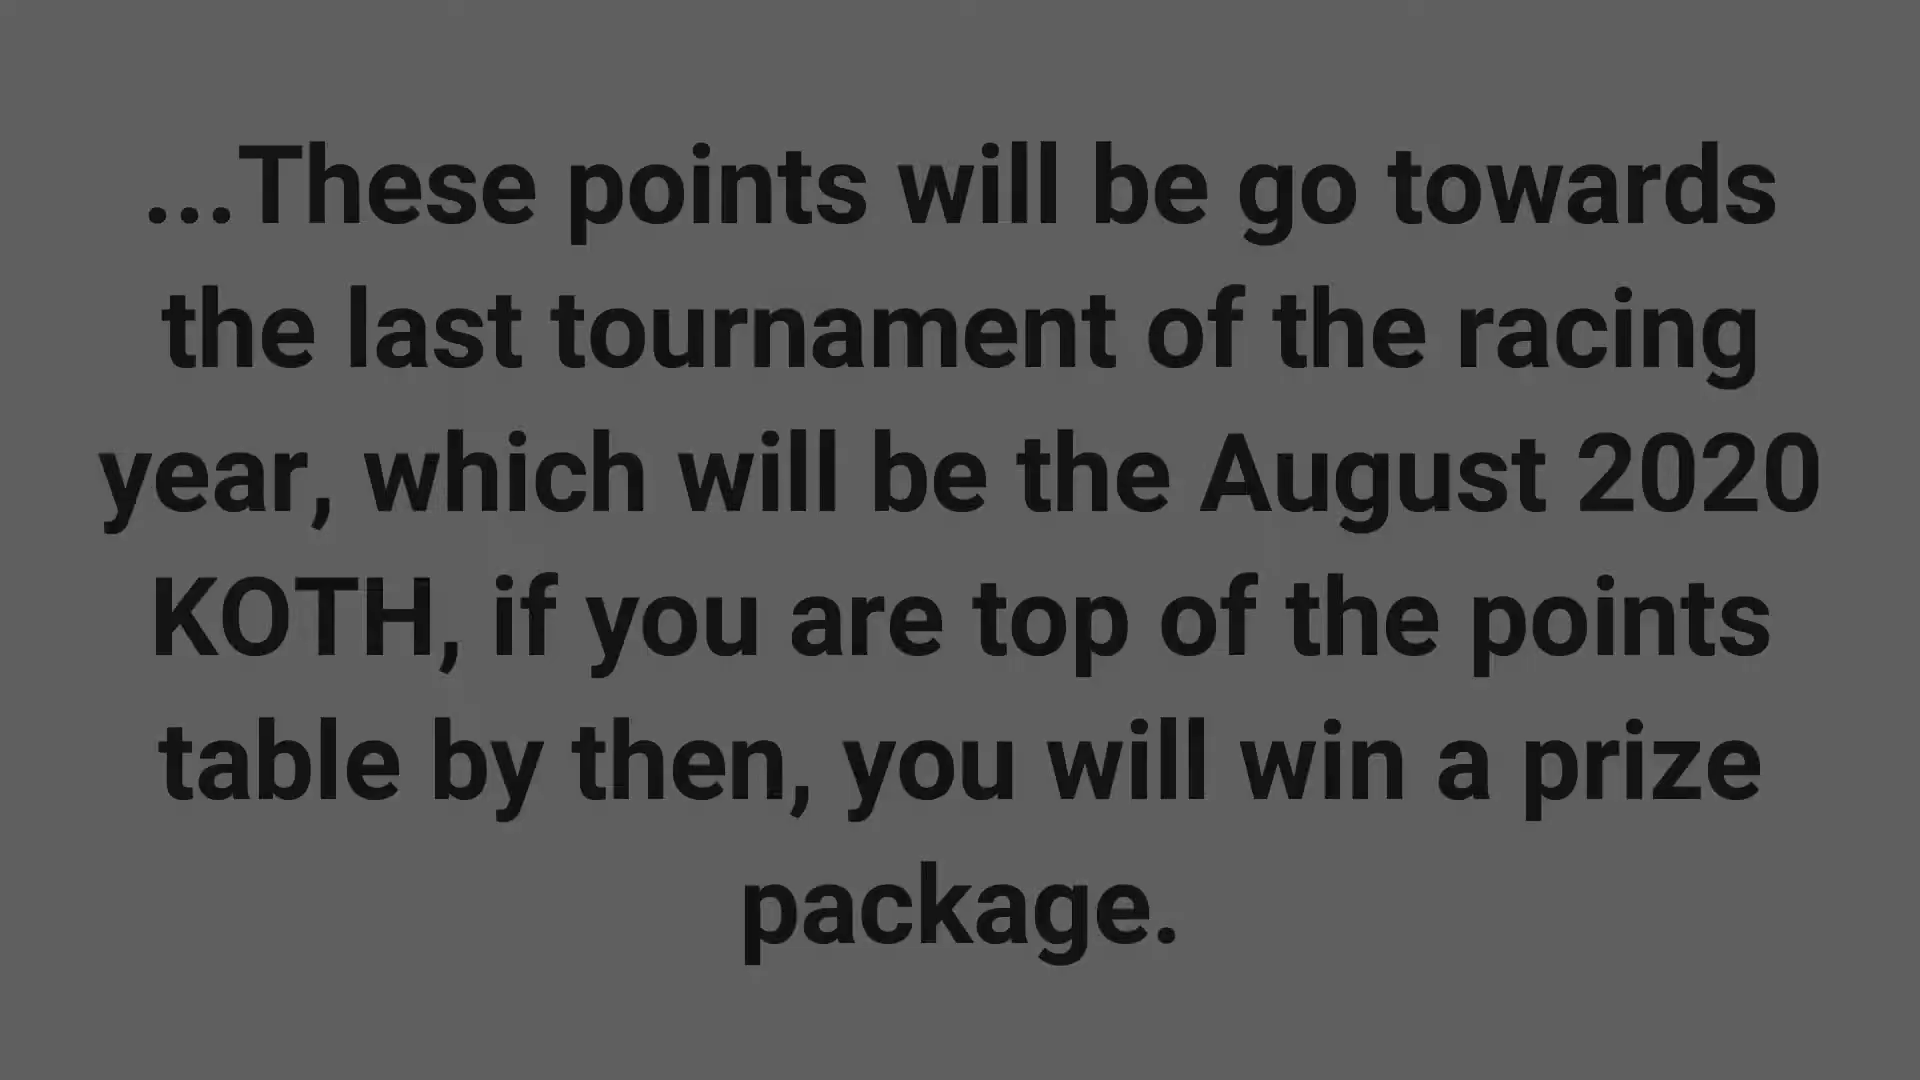 ...These points will be go towards
the last tournament of the racing
year, which will be the August 2020
KOTH, if you are top of the points
table by then, you will win a prize
package.